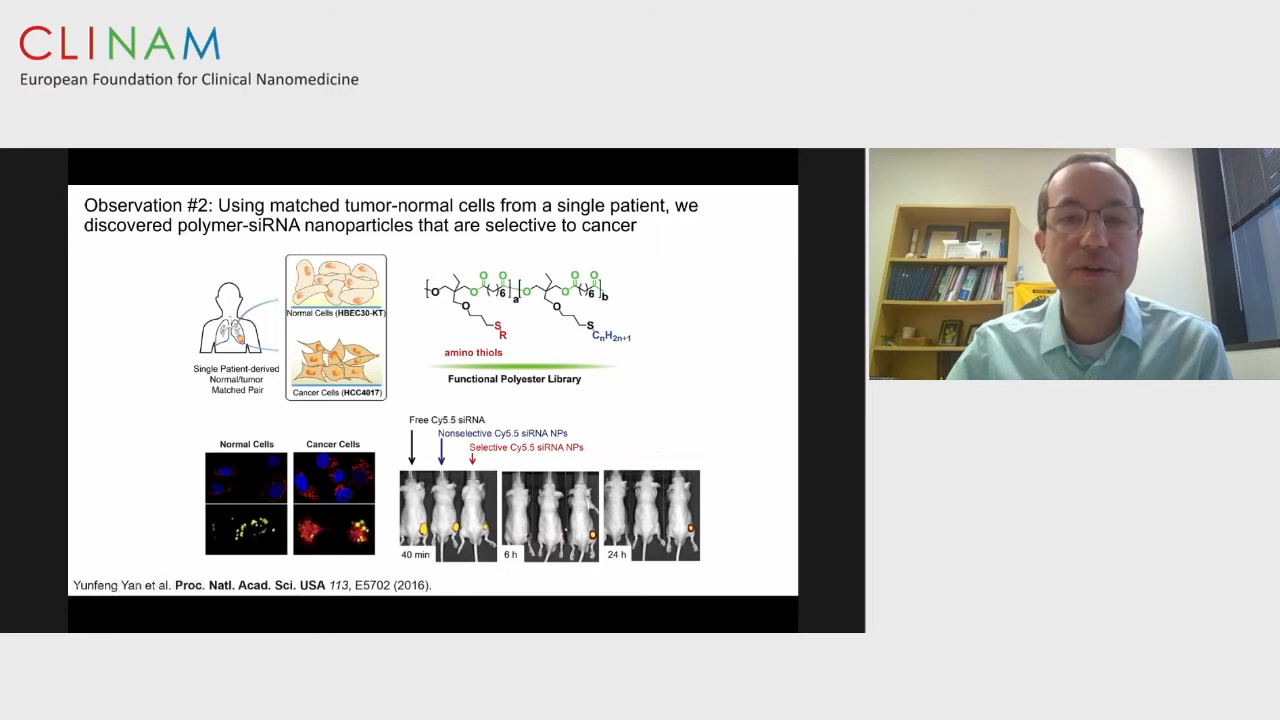 CLINAM
European Foundation for Clinical Nanomedicine
Observation #2: Using matched tumor-normal cells from a single patient, we
discovered polymer-siRNA nanoparticles that are selective to cancer
Single Patient-derived
Normal/tumor
Matched Pair
Normal Cells (HBEC30-KT)
Cancer Cells (HCC4017)
O
O
O
O
6
a
O
O
O
6
b
O
O
S
R
S
CnH2n+1
amino thiols
Functional Polyester Library
Normal Cells
Cancer Cells
Free Cy5.5 siRNA
Nonselective Cy5.5 siRNA NPs
Selective Cy5.5 siRNA NPs
40 min
6 h
24 h
Yunfeng Yan et al. Proc. Natl. Acad. Sci. USA 113, E5702 (2016).